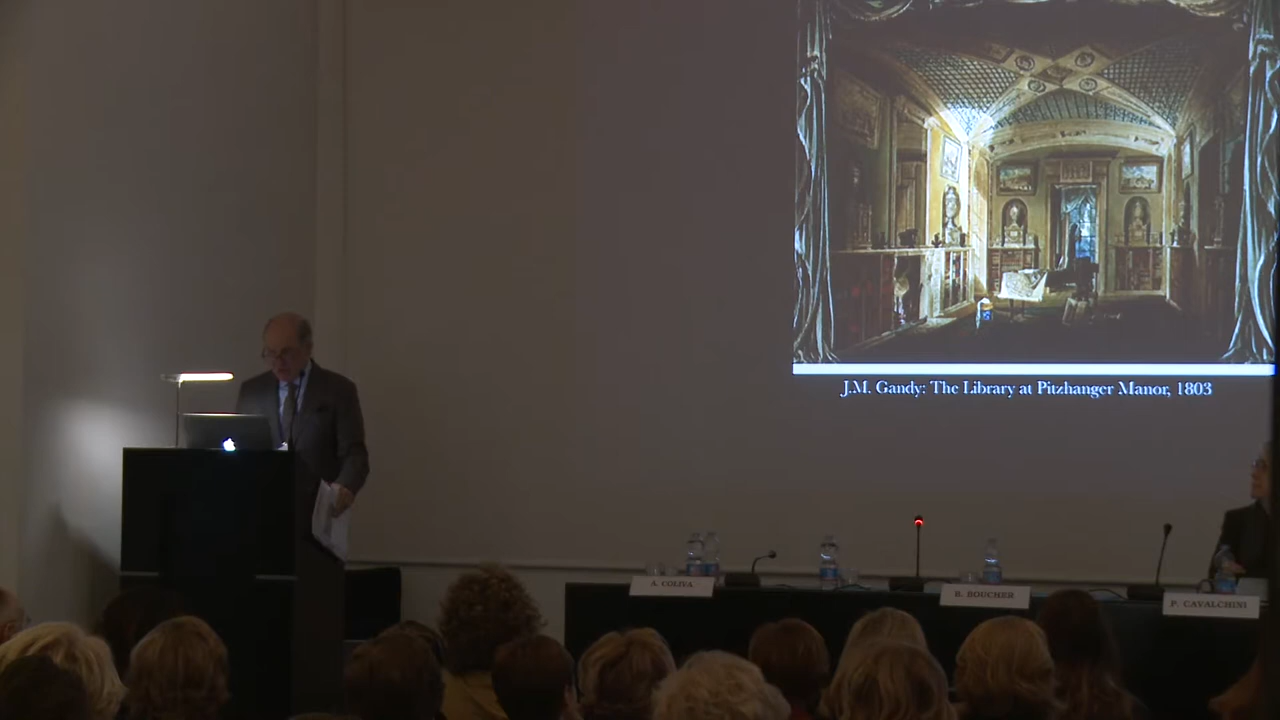 J.M. Gandy: The Library at Pitzhanger Manor, 1803
A. COLIVA
B. BOUCHER
P. CAVALCHINI